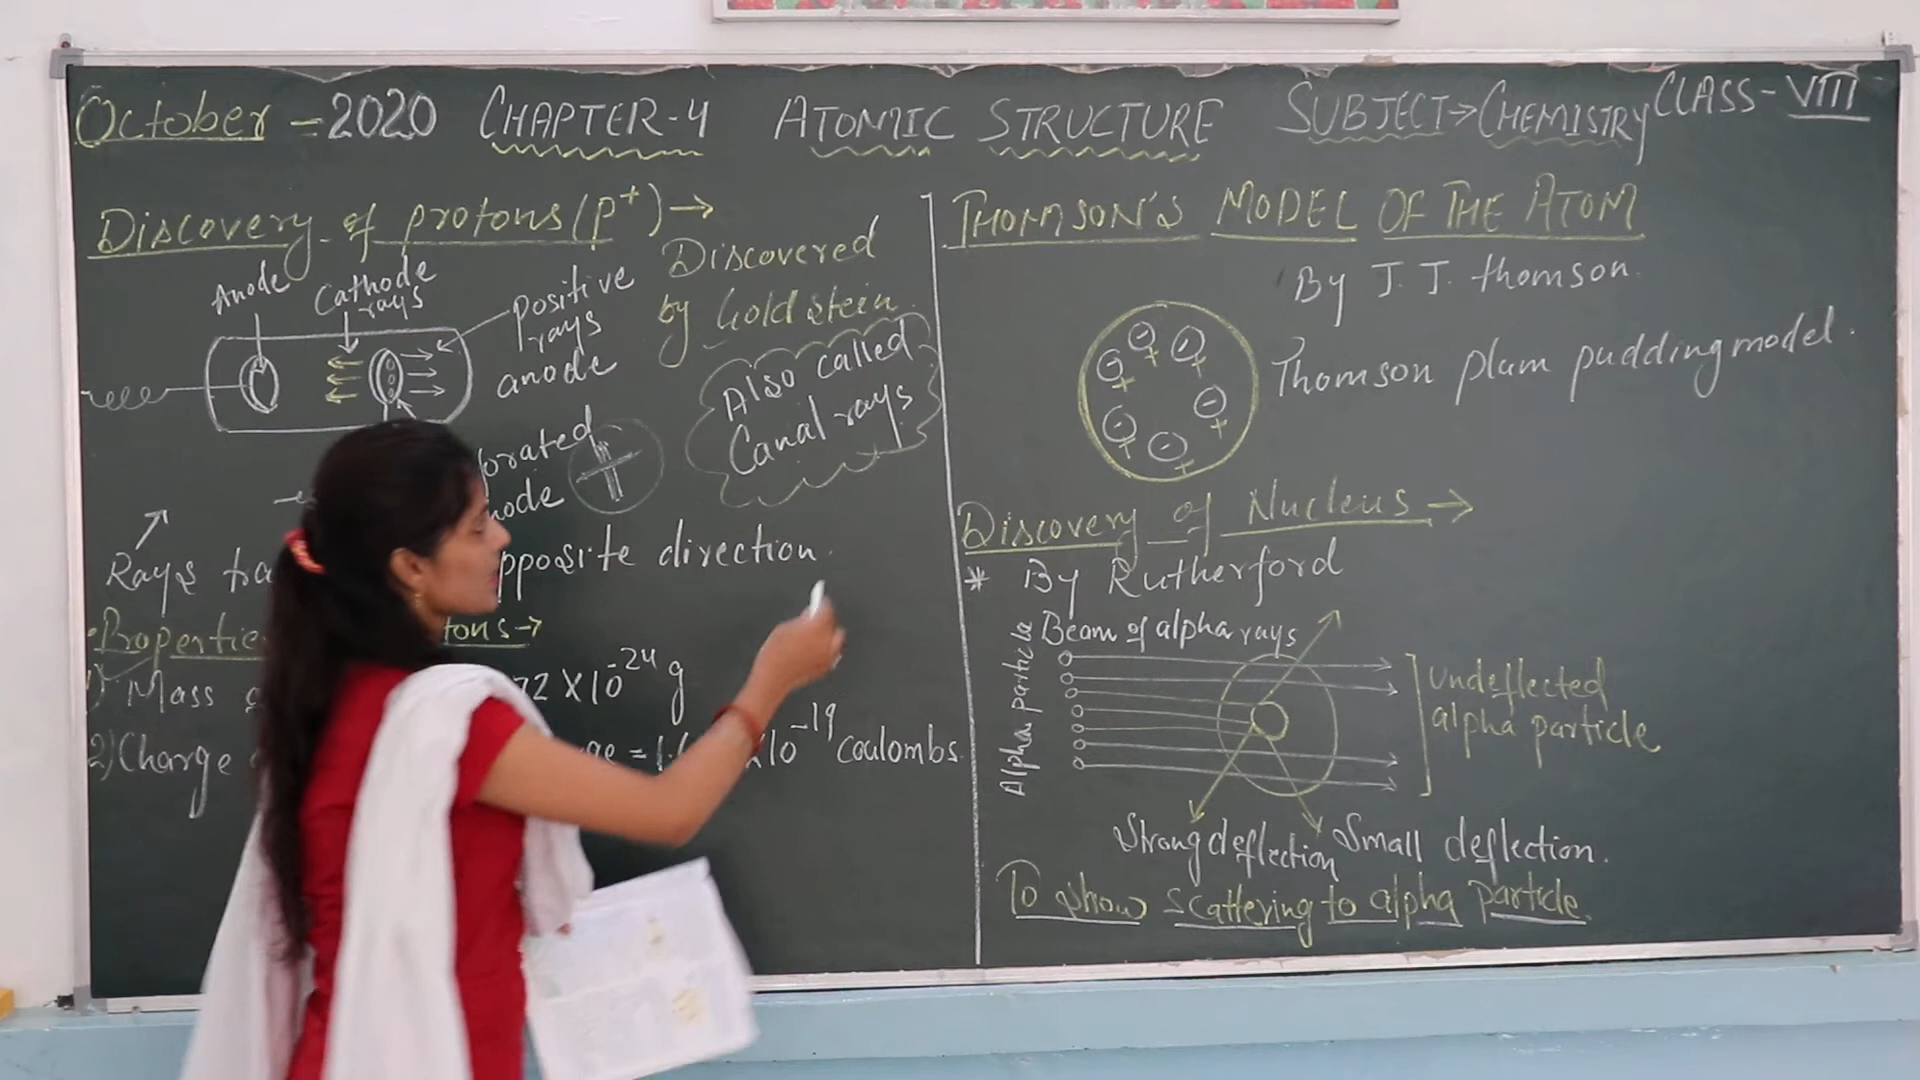 October - 2020 CHAPTER-4 ATOMIC STRUCTURE SUBJECT→CHEMISTRY CLASS-VIII
Discovery of protons (p+) →
Discovered
by Goldstein
Anode
Cathode
rays
positive
rays
anode
Also called
Canal rays
Rays opposite direction.
1) Mass 72 X10⁻²⁴ g
2) Charge = 1. X10⁻¹⁹ coulombs.
THOMSON'S MODEL OF THE ATOM
By J. J. thomson.
Thomson plum pudding model.
- - - - - -
+ + + + + +
Discovery of Nucleus →
* By Rutherford
Beam of alpha rays
Alpha particle
undeflected
alpha particle
Strong deflection
Small deflection.
To show scattering to alpha particle.